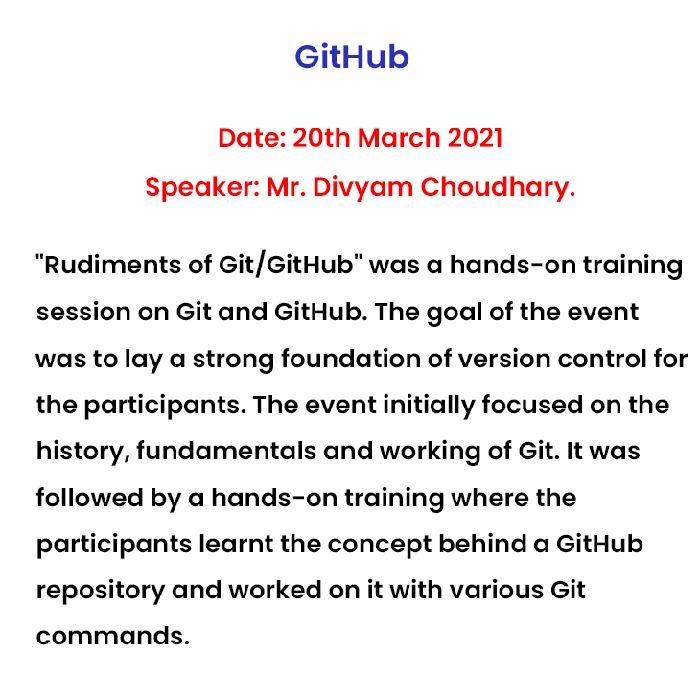 GitHub
Date: 20th March 2021
Speaker: Mr. Divyam Choudhary.
"Rudiments of Git/GitHub" was a hands-on training
session on Git and GitHub. The goal of the event
was to lay a strong foundation of version control for
the participants. The event initially focused on the
history, fundamentals and working of Git. It was
followed by a hands-on training where the
participants learnt the concept behind a GitHub
repository and worked on it with various Git
commands.